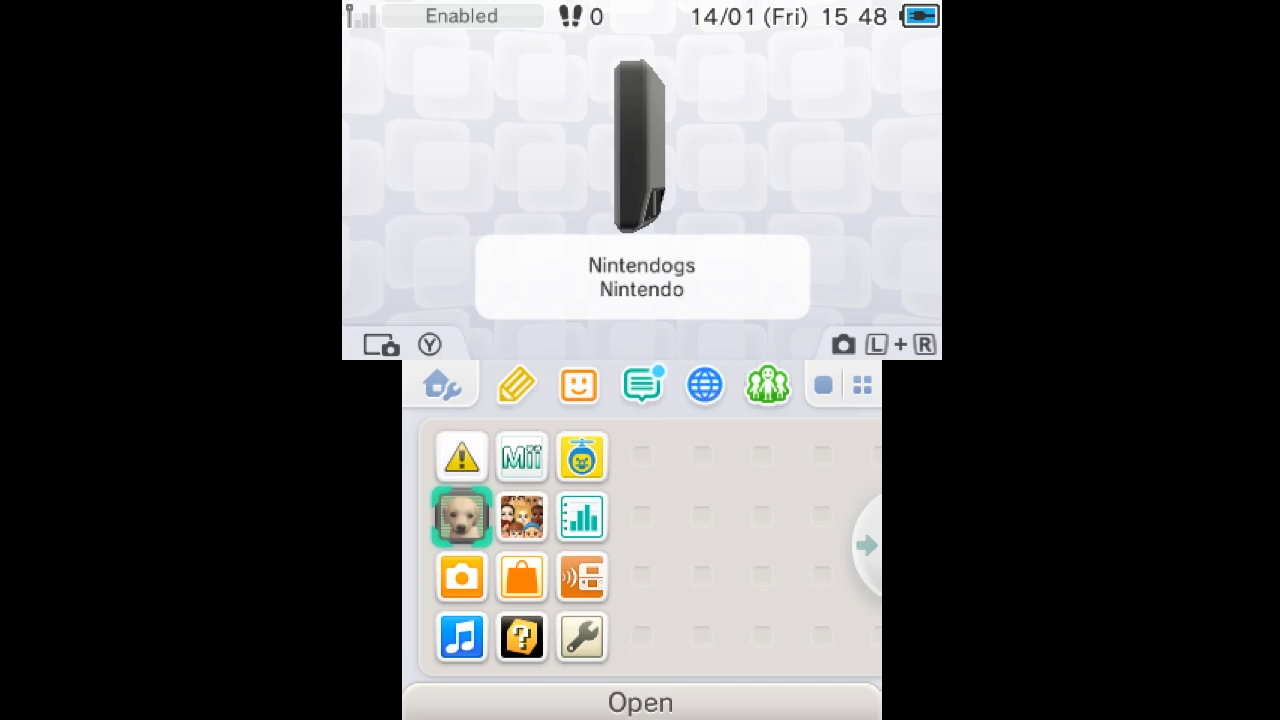 Enabled
0
14/01 (Fri) 15 48
Nintendogs
Nintendo
Y
L + R
Mii
?
Open